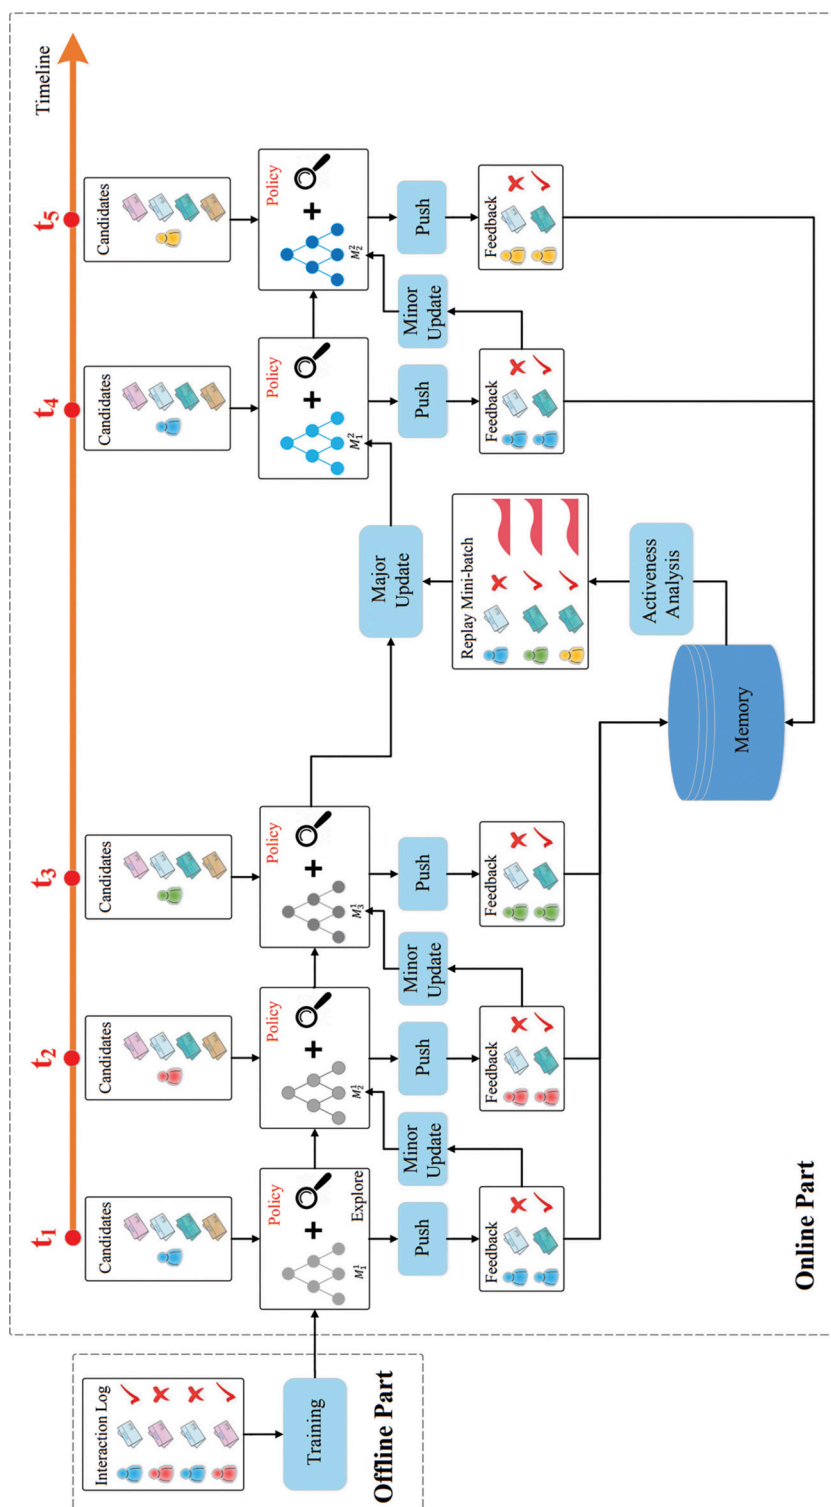 Timeline
t1
t2
t3
t4
t5
Interaction Log
Training
Offline Part
Candidates
Candidates
Candidates
Candidates
Candidates
Policy
M₁¹
Explore
Policy
M₂¹
Policy
M₃¹
Policy
M₁²
Policy
M₂²
Push
Minor
Update
Push
Minor
Update
Push
Major
Update
Push
Minor
Update
Push
Feedback
Feedback
Feedback
Replay Mini-batch
Feedback
Feedback
Activeness
Analysis
Memory
Online Part